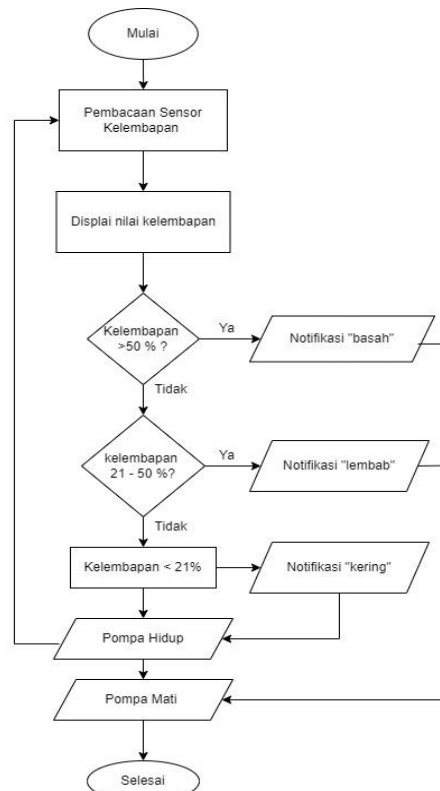 Mulai
Pembacaan Sensor
Kelembapan
Displai nilai kelembapan
Kelembapan
>50 % ?
Ya
Notifikasi "basah"
Tidak
kelembapan
21 - 50 %?
Ya
Notifikasi "lembab"
Tidak
Kelembapan < 21%
Notifikasi "kering"
Pompa Hidup
Pompa Mati
Selesai